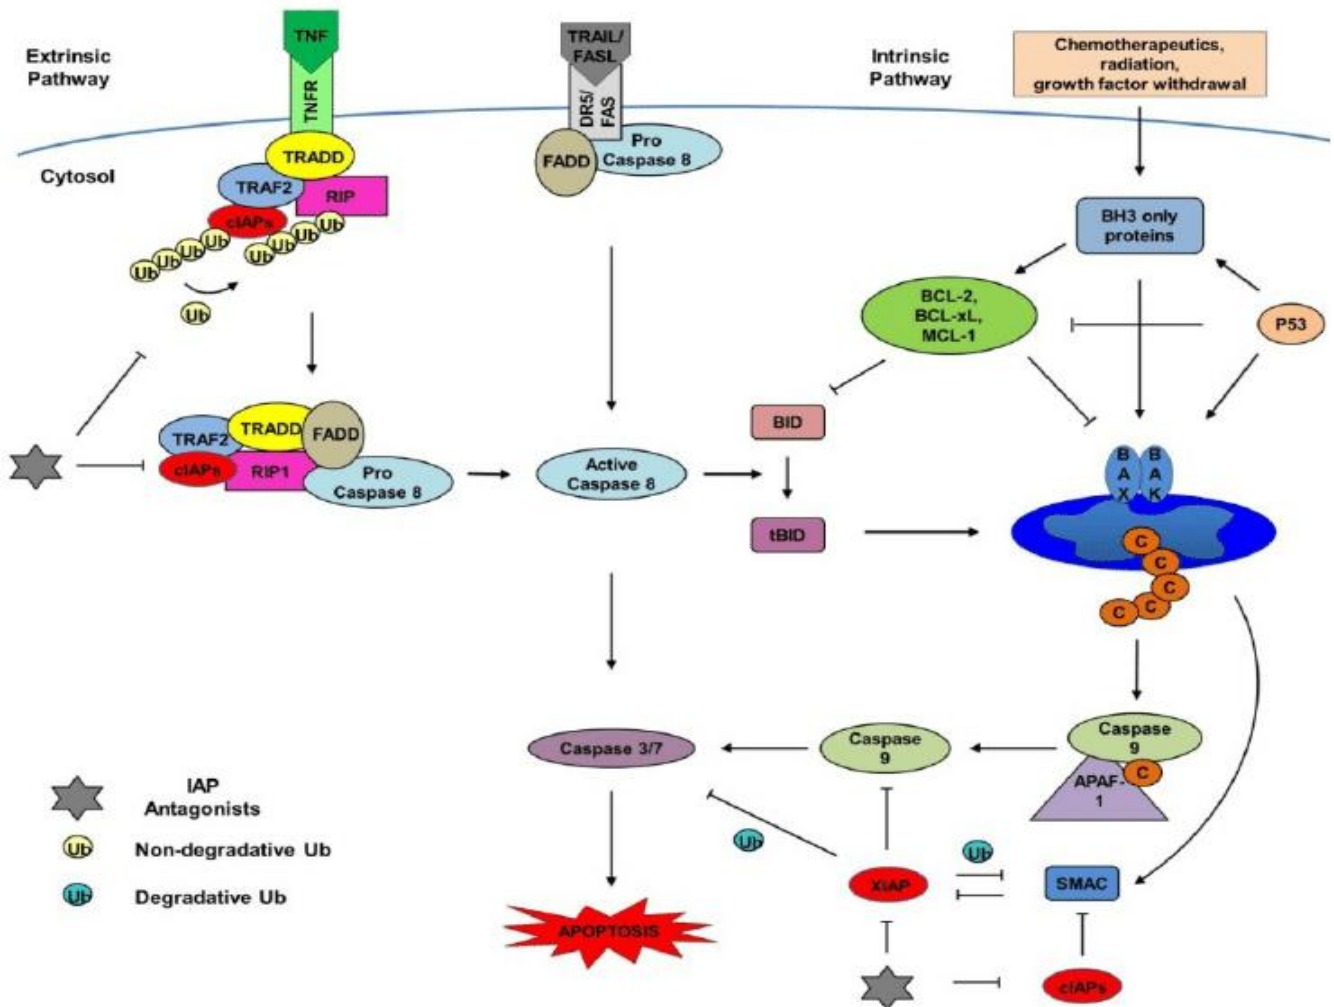 Extrinsic
Pathway
TNF
TNFR
TRADD
TRAF2
RIP
cIAPs
Ub
Ub
Ub
Ub
Ub
Ub
Ub
Ub
Ub
TRAIL/
FASL
DR5/
FAS
FADD
Pro
Caspase 8
Intrinsic
Pathway
Chemotherapeutics,
radiation,
growth factor withdrawal
Cytosol
BH3 only
proteins
BCL-2,
BCL-xL,
MCL-1
P53
TRAF2
TRADD
FADD
cIAPs
RIP1
Pro
Caspase 8
Active
Caspase 8
BID
tBID
BAX
BAK
C
C
C
C
C
Caspase 3/7
Caspase
9
Caspase
9
C
APAF-
1
Ub
Ub
XIAP
SMAC
APOPTOSIS
cIAPs
IAP
Antagonists
Ub
Non-degradative Ub
Ub
Degradative Ub